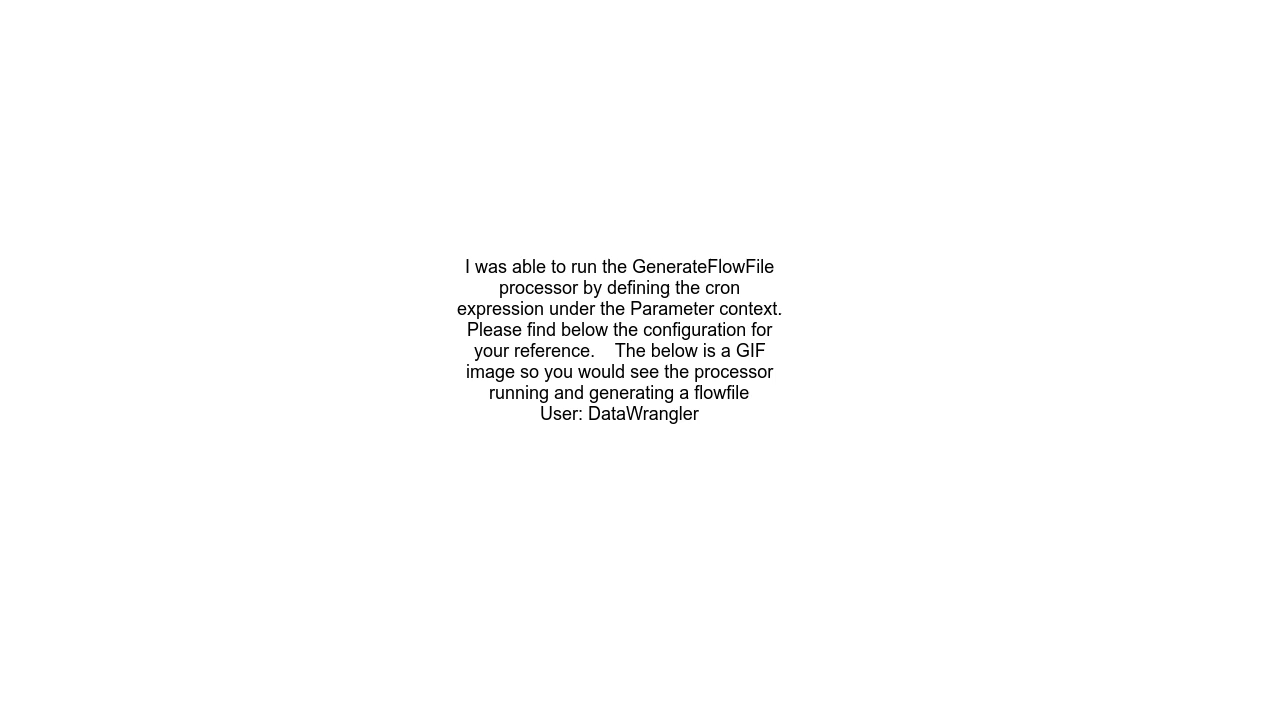 I was able to run the GenerateFlowFile
processor by defining the cron
expression under the Parameter context.
Please find below the configuration for
your reference.    The below is a GIF
image so you would see the processor
running and generating a flowfile
User: DataWrangler